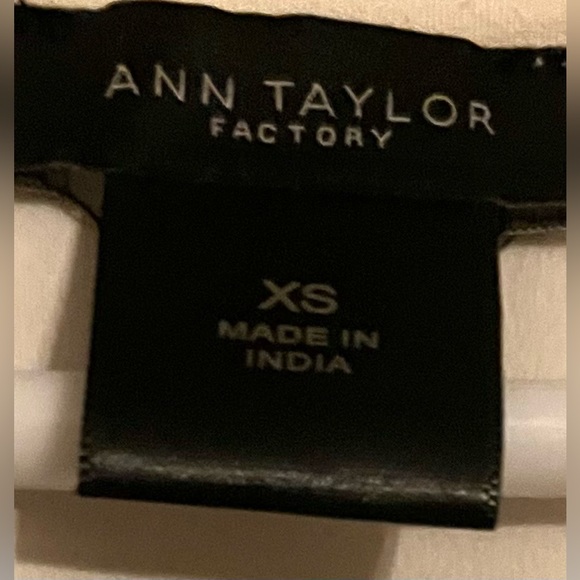 ANN TAYLOR
FACTORY
XS
MADE IN
INDIA